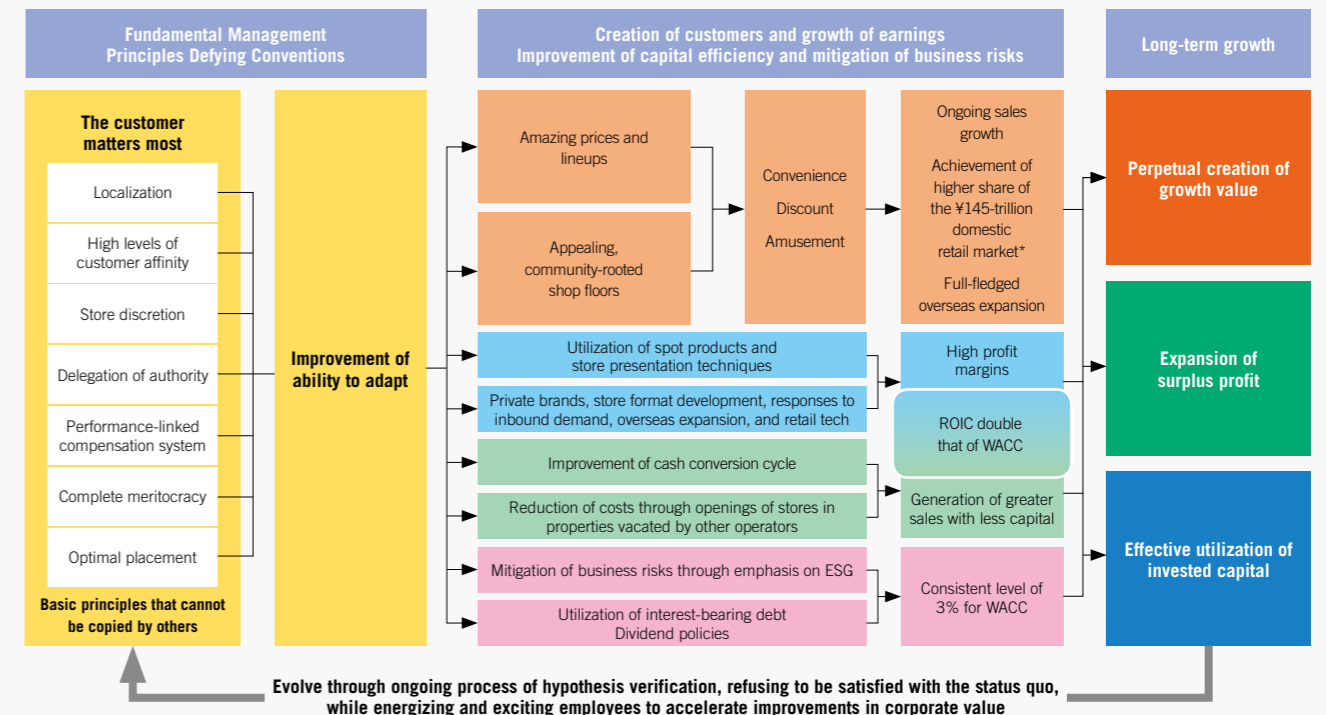 Fundamental Management
Principles Defying Conventions
Creation of customers and growth of earnings
Improvement of capital efficiency and mitigation of business risks
Long-term growth
The customer
matters most
Localization
High levels of
customer affinity
Store discretion
Delegation of authority
Performance-linked
compensation system
Complete meritocracy
Optimal placement
Basic principles that cannot
be copied by others
Improvement of
ability to adapt
Amazing prices and
lineups
Appealing,
community-rooted
shop floors
Convenience
Discount
Amusement
Ongoing sales
growth
Achievement of
higher share of
the ¥145-trillion
domestic
retail market*
Full-fledged
overseas expansion
Utilization of spot products and
store presentation techniques
Private brands, store format development, responses to
inbound demand, overseas expansion, and retail tech
High profit
margins
ROIC double
that of WACC
Improvement of cash conversion cycle
Reduction of costs through openings of stores in
properties vacated by other operators
Generation of greater
sales with less capital
Mitigation of business risks through emphasis on ESG
Utilization of interest-bearing debt
Dividend policies
Consistent level of
3% for WACC
Perpetual creation of
growth value
Expansion of
surplus profit
Effective utilization of
invested capital
Evolve through ongoing process of hypothesis verification, refusing to be satisfied with the status quo,
while energizing and exciting employees to accelerate improvements in corporate value